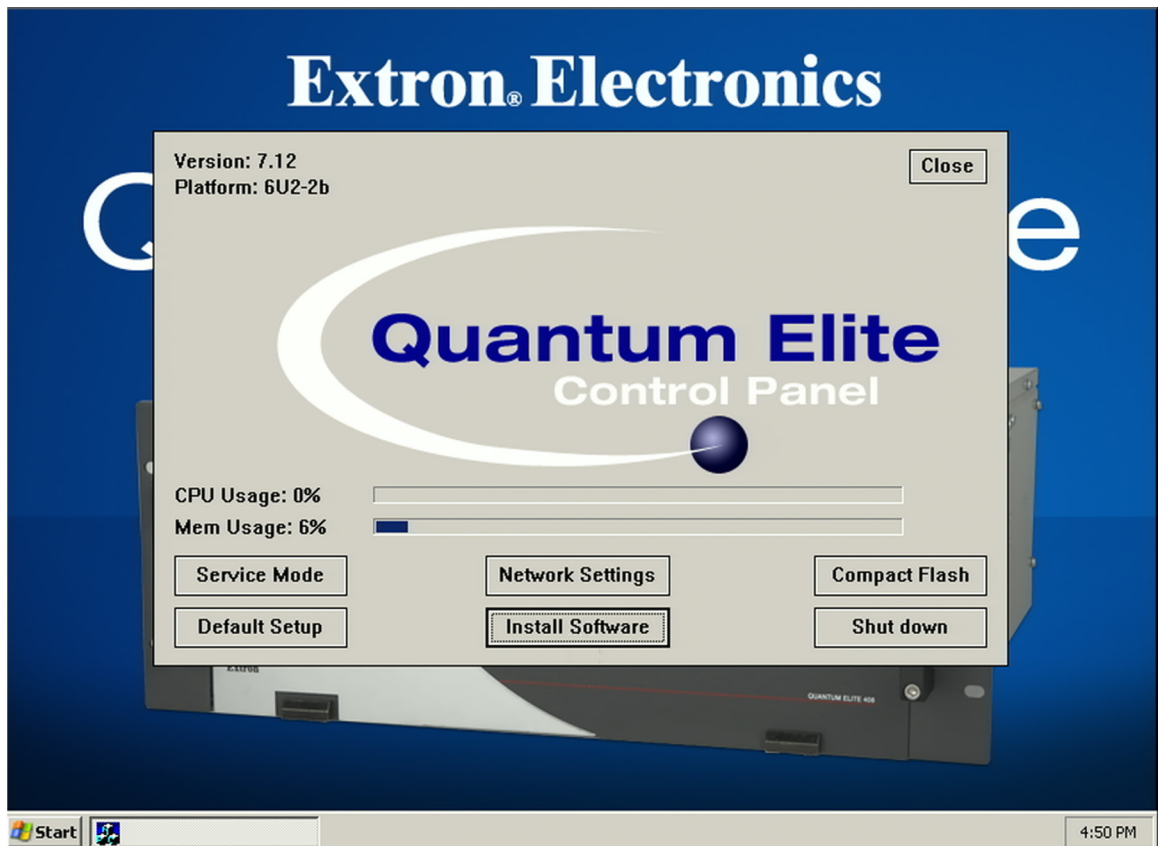 Extron® Electronics
Version: 7.12
Close
Platform: 6U2-2b
Q
e
Quantum Elite
Control Panel
CPU Usage: 0%
Mem Usage: 6%
Service Mode
Network Settings
Compact Flash
Default Setup
Install Software
Shut down
Extron
QUANTUM ELITE 408
Start
4:50 PM